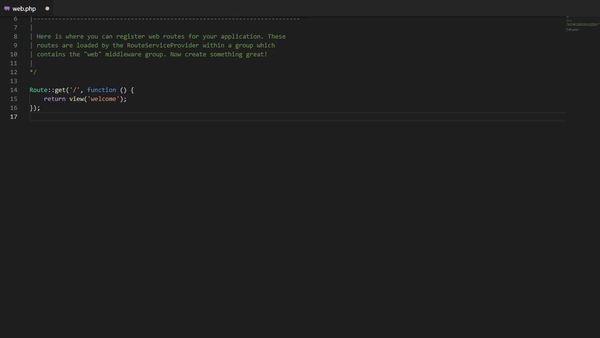 web.php
6 |--------------------------------------------------------------------------
7 |
8 | Here is where you can register web routes for your application. These
9 | routes are loaded by the RouteServiceProvider within a group which
10 | contains the "web" middleware group. Now create something great!
11 |
12 */
13
14 Route::get('/', function () {
15 return view('welcome');
16 });
17